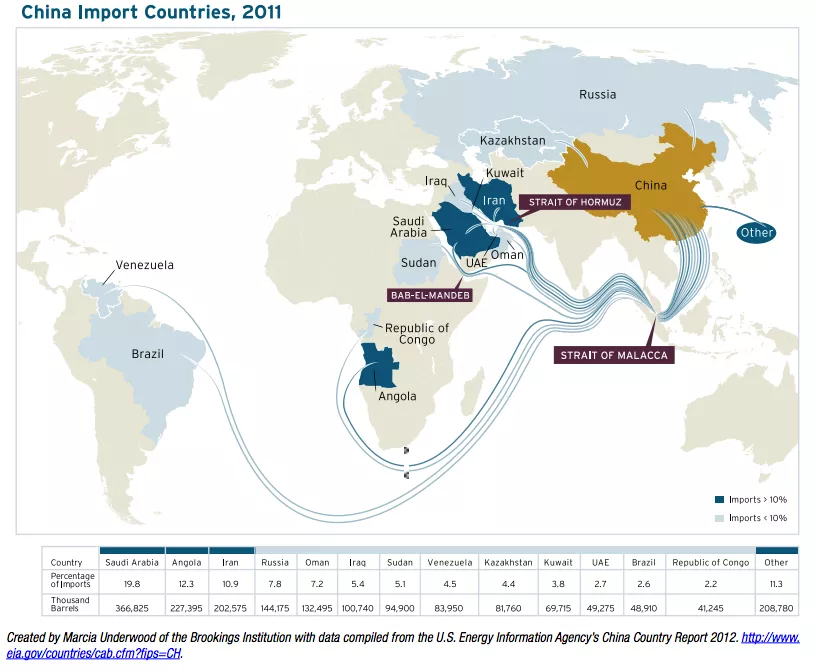 China Import Countries, 2011
Russia
Kazakhstan
Kuwait
Iraq
China
Iran
STRAIT OF HORMUZ
Saudi
Arabia
Other
Oman
UAE
Sudan
Venezuela
BAB-EL-MANDEB
Republic of
Congo
Brazil
STRAIT OF MALACCA
Angola
Imports > 10%
Imports < 10%
Country Saudi Arabia Angola Iran Russia Oman Iraq Sudan Venezuela Kazakhstan Kuwait UAE Brazil Republic of Congo Other
Percentage
of Imports 19.8 12.3 10.9 7.8 7.2 5.4 5.1 4.5 4.4 3.8 2.7 2.6 2.2 11.3
Thousand
Barrels 366,825 227,395 202,575 144,175 132,495 100,740 94,900 83,950 81,760 69,715 49,275 48,910 41,245 208,780
Created by Marcia Underwood of the Brookings Institution with data compiled from the U.S. Energy Information Agency's China Country Report 2012. http://www.
eia.gov/countries/cab.cfm?fips=CH.